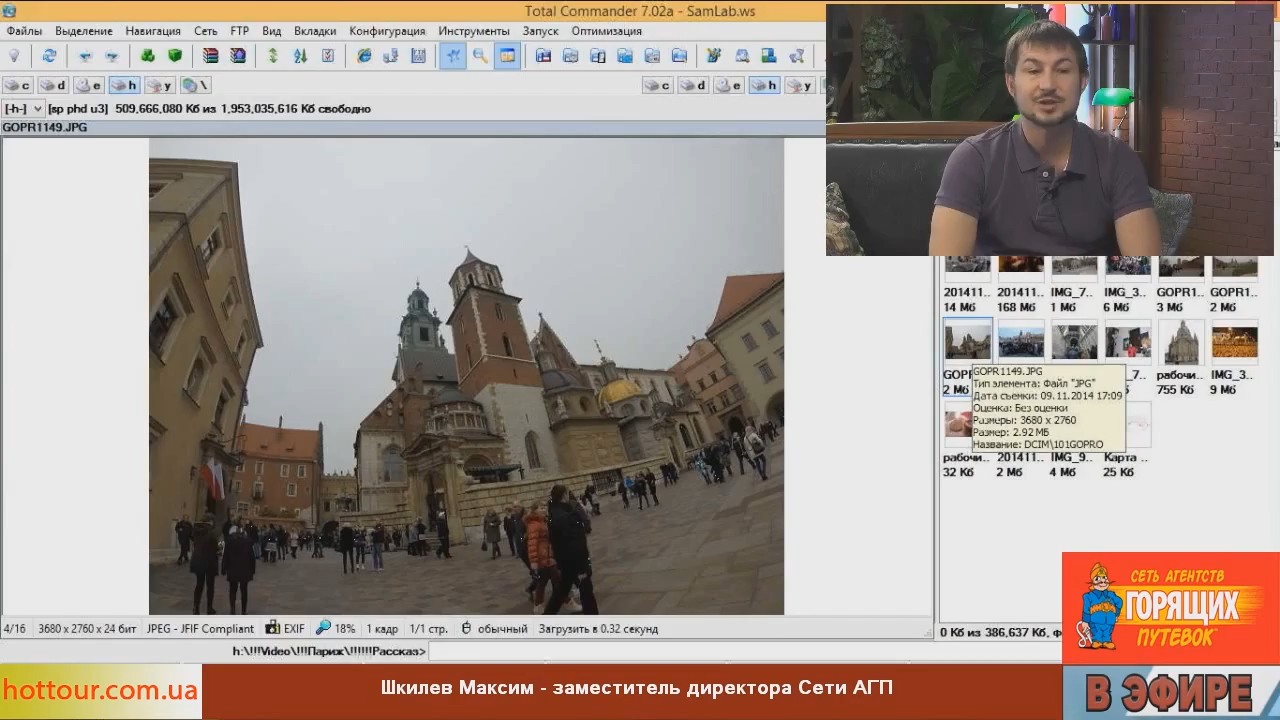 Total Commander 7.02a - SamLab.ws
Файлы Выделение Навигация Сеть FTP Вид Вкладки Конфигурация Инструменты Запуск Оптимизация
c d e h y \
c d e h y
[-h-] [sp phd u3] 509,666,080 Кб из 1,953,035,616 Кб свободно
GOPR1149.JPG
201411.. 201411.. IMG_7.. IMG_3.. GOPR1.. GOPR1..
14 Мб 168 Мб 1 Мб 6 Мб 3 Мб 2 Мб
GOPR
2 Мб
рабочи.. IMG_3..
755 Кб 9 Мб
GOPR1149.JPG
Тип элемента: Файл "JPG"
Дата съемки: 09.11.2014 17:09
Оценка: Без оценки
Размеры: 3680 x 2760
Размер: 2.92 МБ
Название: DCIM\101GOPRO
рабочи.. 201411.. IMG_9.. Карта ..
32 Кб 2 Мб 4 Мб 25 Кб
4/16 3680 x 2760 x 24 бит JPEG - JFIF Compliant EXIF 18% 1 кадр 1/1 стр. обычный Загрузить в 0.32 секунд
0 Кб из 386,637 Кб, ф
h:\!!!Video\!!!Париж\!!!!!!Рассказ>
СЕТЬ АГЕНТСТВ
ГОРЯЩИХ
ПУТЕВОК
hottour.com.ua
Шкилев Максим - заместитель директора Сети АГП
В ЭФИРЕ